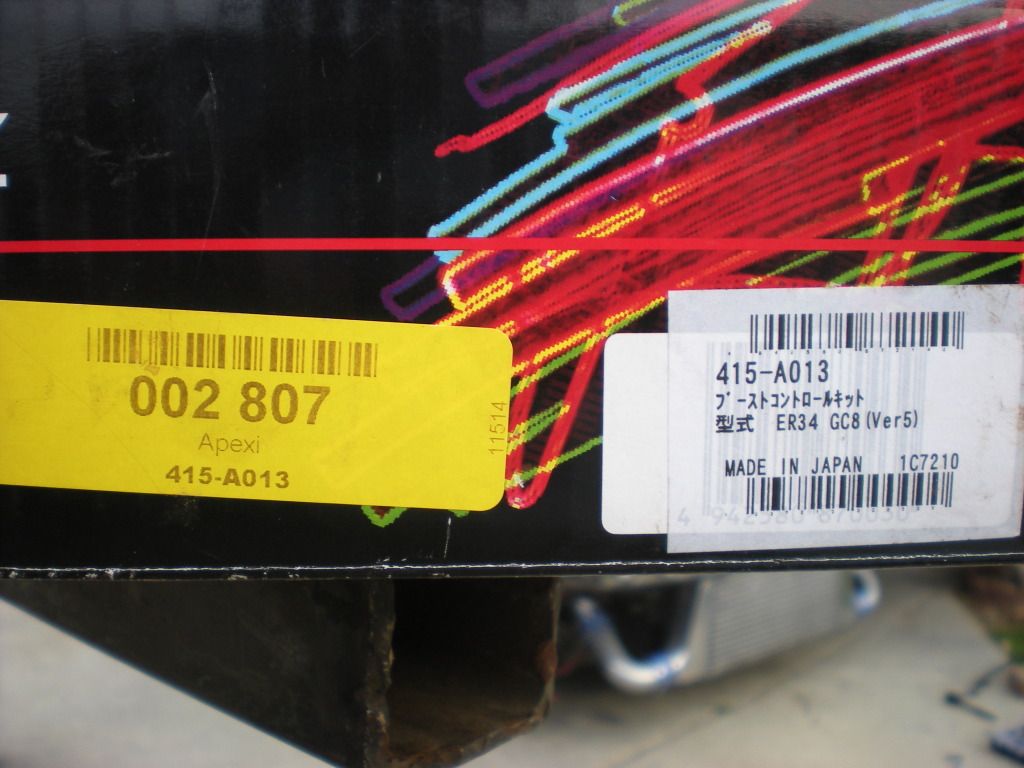 002 807
Apexi
415-A013
11514
415-A013
ブーストコントロールキット
型式 ER34 GC8(Ver5)
MADE IN JAPAN 1C7210